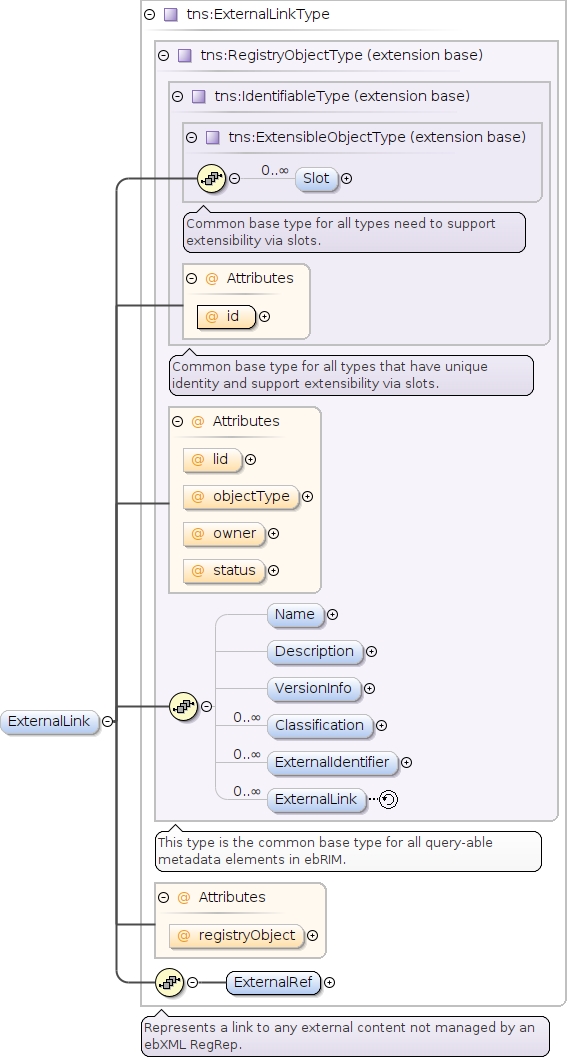 tns:ExternalLinkType
tns:RegistryObjectType (extension base)
tns:IdentifiableType (extension base)
tns:ExtensibleObjectType (extension base)
0..∞
Slot
Common base type for all types need to support
extensibility via slots.
@ Attributes
@ id
Common base type for all types that have unique
identity and support extensibility via slots.
@ Attributes
@ lid
@ objectType
@ owner
@ status
Name
Description
VersionInfo
0..∞
Classification
0..∞
ExternalIdentifier
0..∞
ExternalLink
ExternalLink
This type is the common base type for all query-able
metadata elements in ebRIM.
@ Attributes
@ registryObject
ExternalRef
Represents a link to any external content not managed by an
ebXML RegRep.